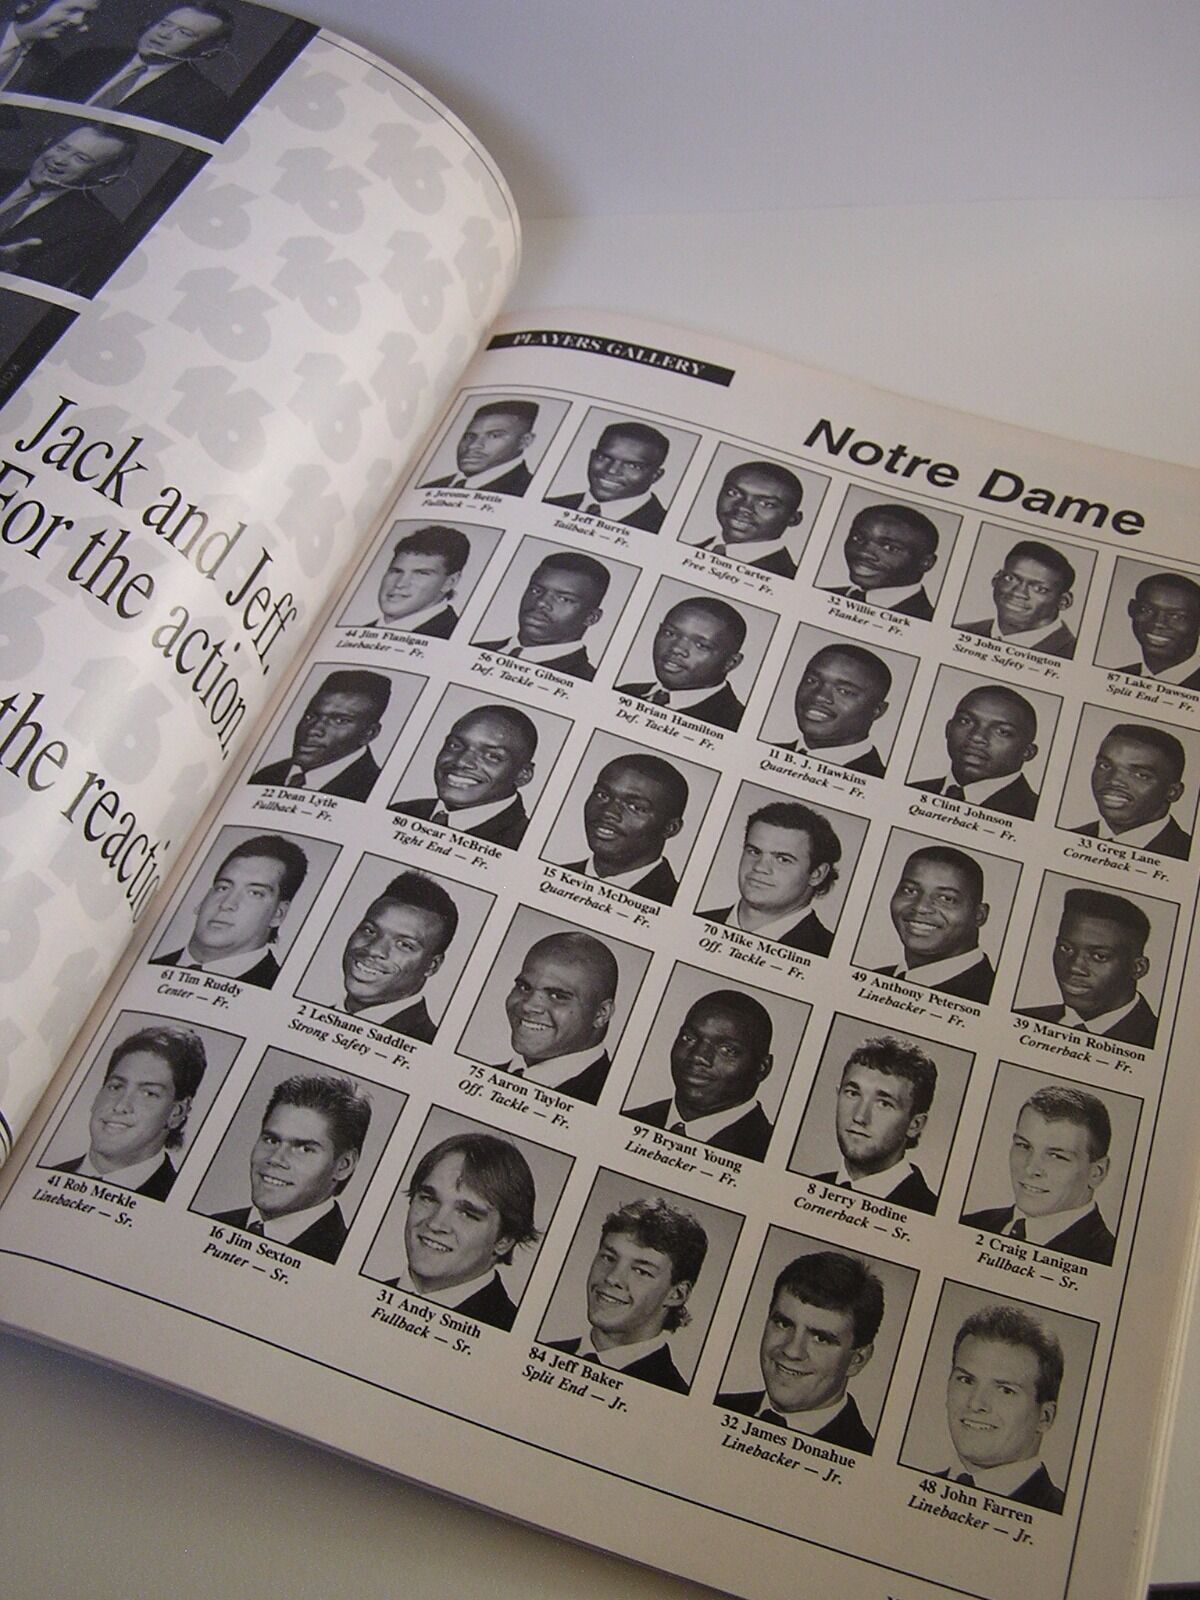 Jack and Jeff.
For the action.
the reaction
PLAYERS GALLERY
Notre Dame
6 Jerome Bettis
Fullback — Fr.
9 Jeff Burris
Tailback — Fr.
13 Tom Carter
Free Safety — Fr.
32 Willie Clark
Flanker — Fr.
29 John Covington
Strong Safety — Fr.
87 Lake Dawson
Split End — Fr.
44 Jim Flanigan
Linebacker — Fr.
56 Oliver Gibson
Def. Tackle — Fr.
90 Brian Hamilton
Def. Tackle — Fr.
11 B. J. Hawkins
Quarterback — Fr.
8 Clint Johnson
Quarterback — Fr.
33 Greg Lane
Cornerback — Fr.
22 Dean Lytle
Fullback — Fr.
80 Oscar McBride
Tight End — Fr.
15 Kevin McDougal
Quarterback — Fr.
70 Mike McGlinn
Off. Tackle — Fr.
49 Anthony Peterson
Linebacker — Fr.
39 Marvin Robinson
Cornerback — Fr.
61 Tim Ruddy
Center — Fr.
2 LeShane Saddler
Strong Safety — Fr.
75 Aaron Taylor
Off. Tackle — Fr.
97 Bryant Young
Linebacker — Fr.
8 Jerry Bodine
Cornerback — Sr.
2 Craig Lanigan
Fullback — Sr.
41 Rob Merkle
Linebacker — Sr.
16 Jim Sexton
Punter — Sr.
31 Andy Smith
Fullback — Sr.
84 Jeff Baker
Split End — Jr.
32 James Donahue
Linebacker — Jr.
48 John Farren
Linebacker — Jr.